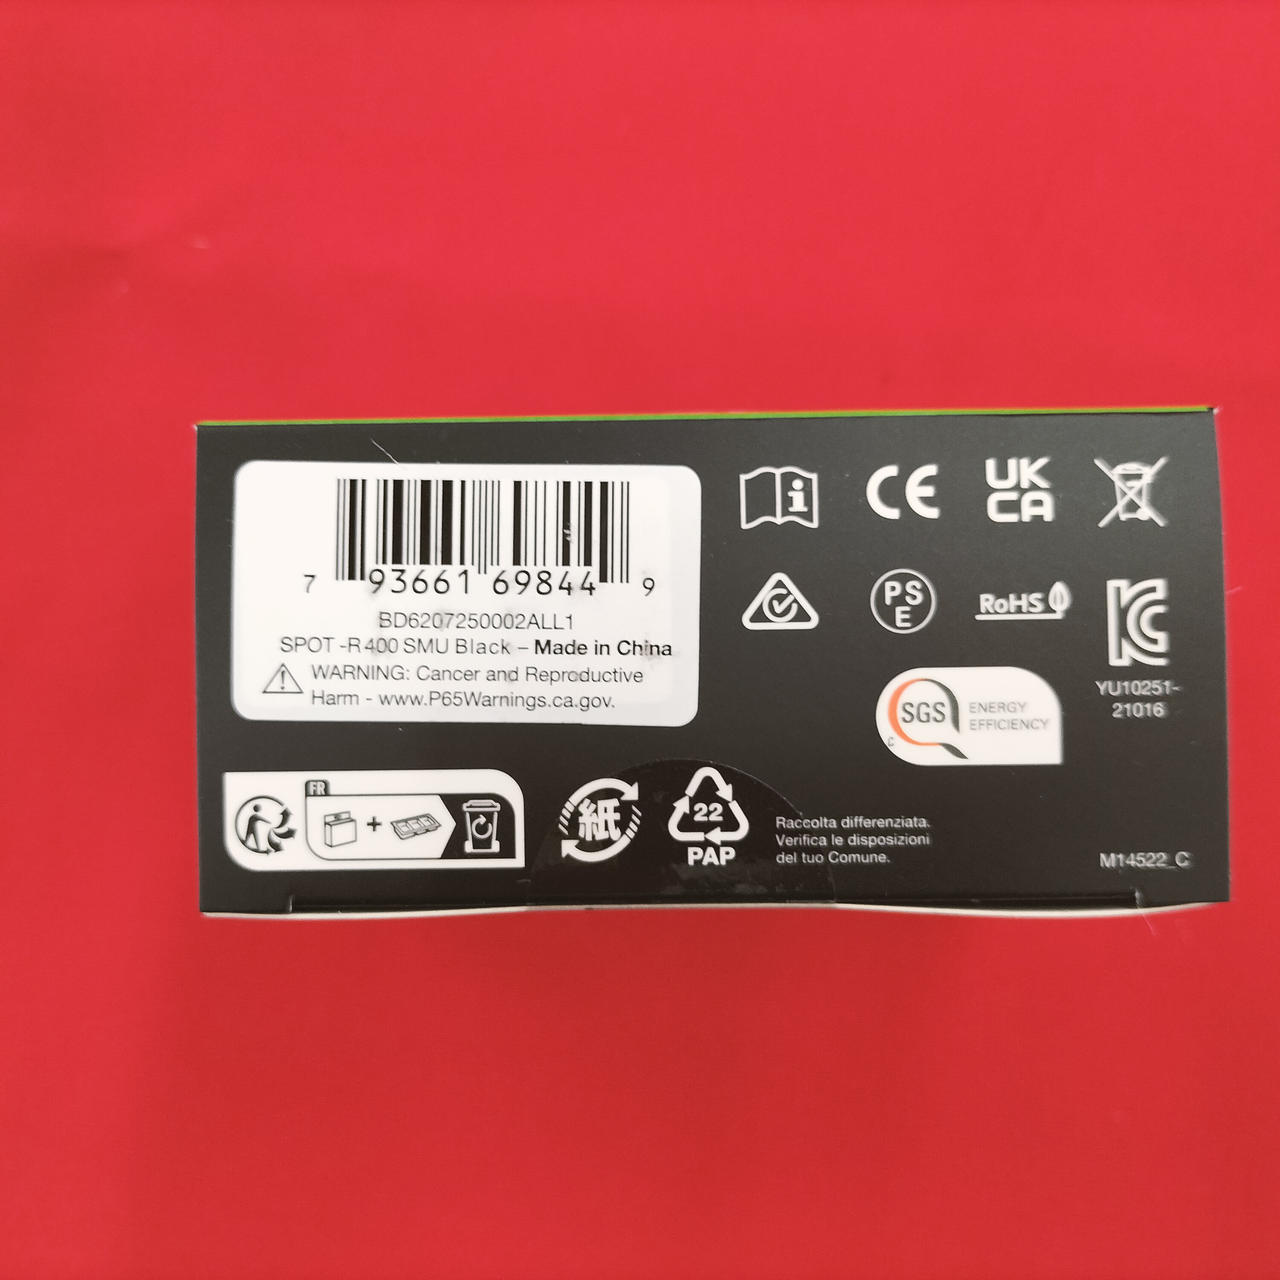 7 93661 69844 9
BD6207250002ALL1
SPOT -R 400 SMU Black – Made in China
WARNING: Cancer and Reproductive
Harm - www.P65Warnings.ca.gov.
CE
UK
CA
PS
E
RoHS
KC
YU10251-
21016
SGS
C
ENERGY
EFFICIENCY
FR
紙
22
PAP
Raccolta differenziata.
Verifica le disposizioni
del tuo Comune.
M14522_C